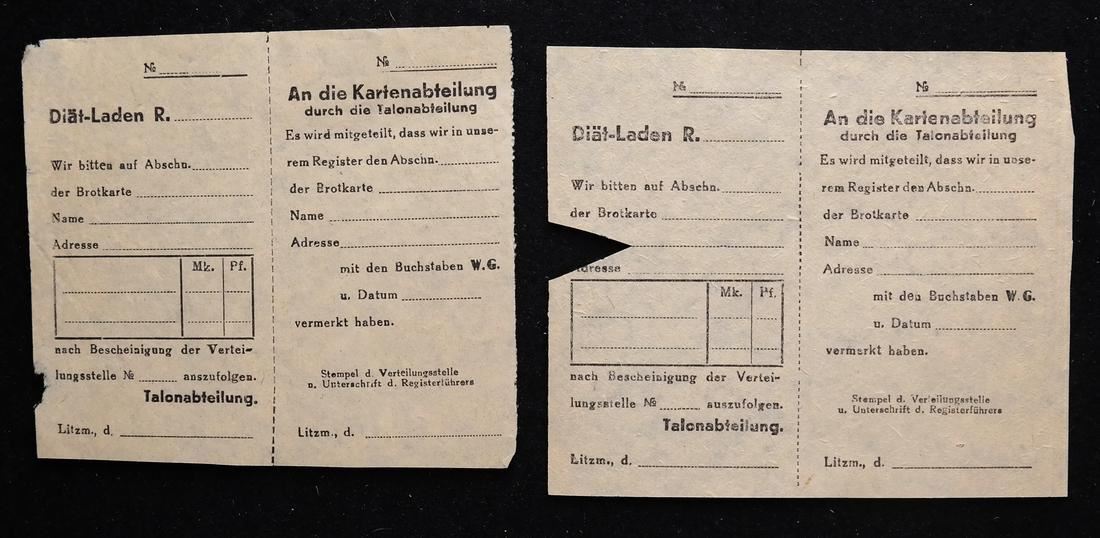 №
Diät-Laden R.
Wir bitten auf Abschn.
der Brotkarte
Name
Adresse
Mk. Pf.
nach Bescheinigung der Vertei-
lungsstelle № anszufolgen.
Talonabteilung.
Litzm., d.
№
An die Kartenabteilung
durch die Talonabteilung
Es wird mitgeteilt, dass wir in unse-
rem Register den Abschn.
der Brotkarte
Name
Adresse
mit den Buchstaben W.G.
u. Datum
vermerkt haben.
Stempel d. Verteilungsstelle
u. Unterschrift d. Registerführers
Litzm., d.
№
Diät-Laden R.
Wir bitten auf Abschn.
der Brotkarte
dresse
Mk. Pf.
nach Bescheinigung der Vertei-
lungsstelle № auszufolgen.
Talonabteilung.
Litzm., d.
№
An die Kartenabteilung
durch die Talonabteilung
Es wird mitgeteilt, dass wir in unse-
rem Register den Abschn.
der Brotkarte
Name
Adresse
mit den Buchstaben W.G.
u. Datum
vermerkt haben.
Stempel d. Verteilungsstelle
u. Unterschrift d. Registerführers
Litzm., d.